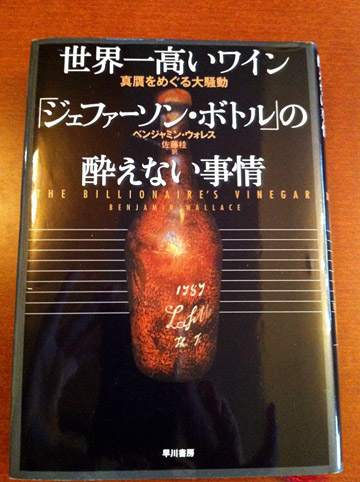 世界一高いワイン
真贋をめぐる大騒動
「ジェファーソン・ボトル」の
ベンジャミン・ウォレス
佐藤桂 訳
酔えない事情
THE BILLIONAIRE'S VINEGAR
BENJAMIN WALLACE
1787
Lafitte
Th. J.
早川書房